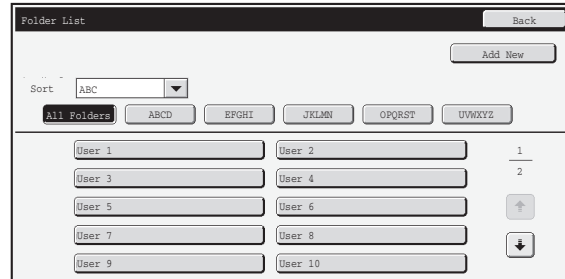 Folder List Back
Add New
Sort ABC
All Folders ABCD EFGHI JKLMN OPQRST UVWXYZ
User 1 User 2 1
User 3 User 4 2
User 5 User 6
User 7 User 8
User 9 User 10